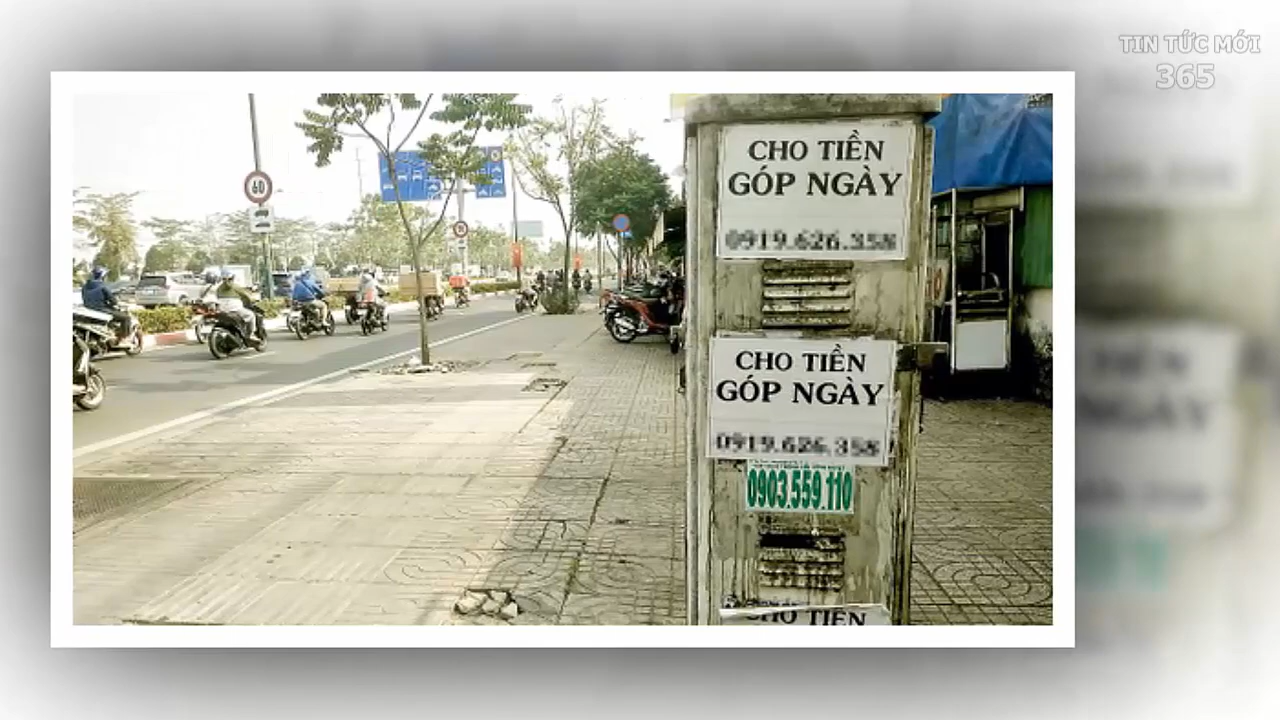 TIN TỨC MỚI
365
60
CHO TIỀN
GÓP NGÀY
0919.626.358
CHO TIỀN
GÓP NGÀY
0919.626.358
0903.559.110
CHO TIỀN